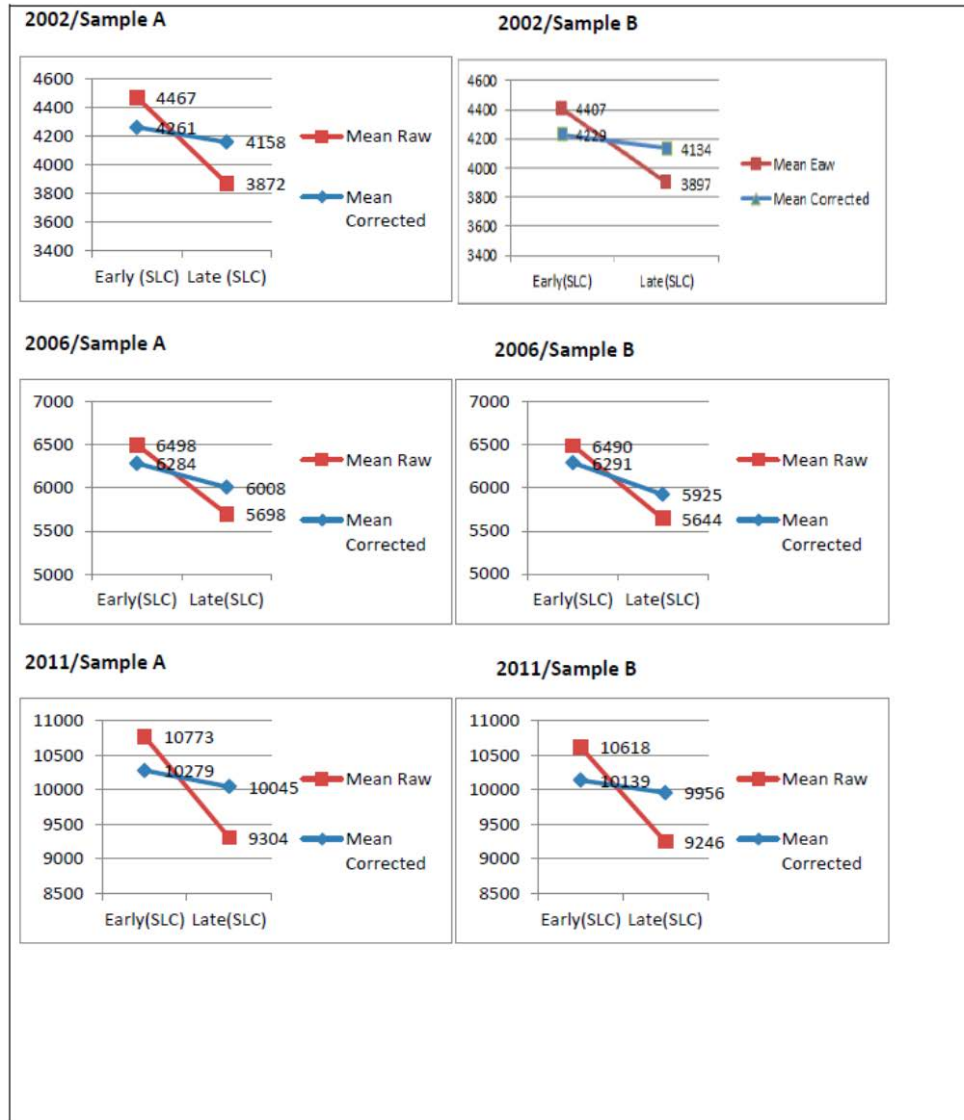 2002/Sample A
4600
4400
4200
4000
3800
3600
3400
4467
4261
4158
3872
Early (SLC) Late (SLC)
Mean Raw
Mean
Corrected
2002/Sample B
4600
4400
4200
4000
3800
3600
3400
4407
4229
4134
3897
Early(SLC) Late(SLC)
Mean Eaw
Mean Corrected
2006/Sample A
7000
6500
6000
5500
5000
6498
6284
6008
5698
Early(SLC) Late(SLC)
Mean Raw
Mean
Corrected
2006/Sample B
7000
6500
6000
5500
5000
6490
6291
5925
5644
Early(SLC) Late(SLC)
Mean Raw
Mean
Corrected
2011/Sample A
11000
10500
10000
9500
9000
8500
10773
10279
10045
9304
Early(SLC) Late(SLC)
Mean Raw
Mean
Corrected
2011/Sample B
11000
10500
10000
9500
9000
8500
10618
10139
9956
9246
Early(SLC) Late(SLC)
Mean Raw
Mean
Corrected